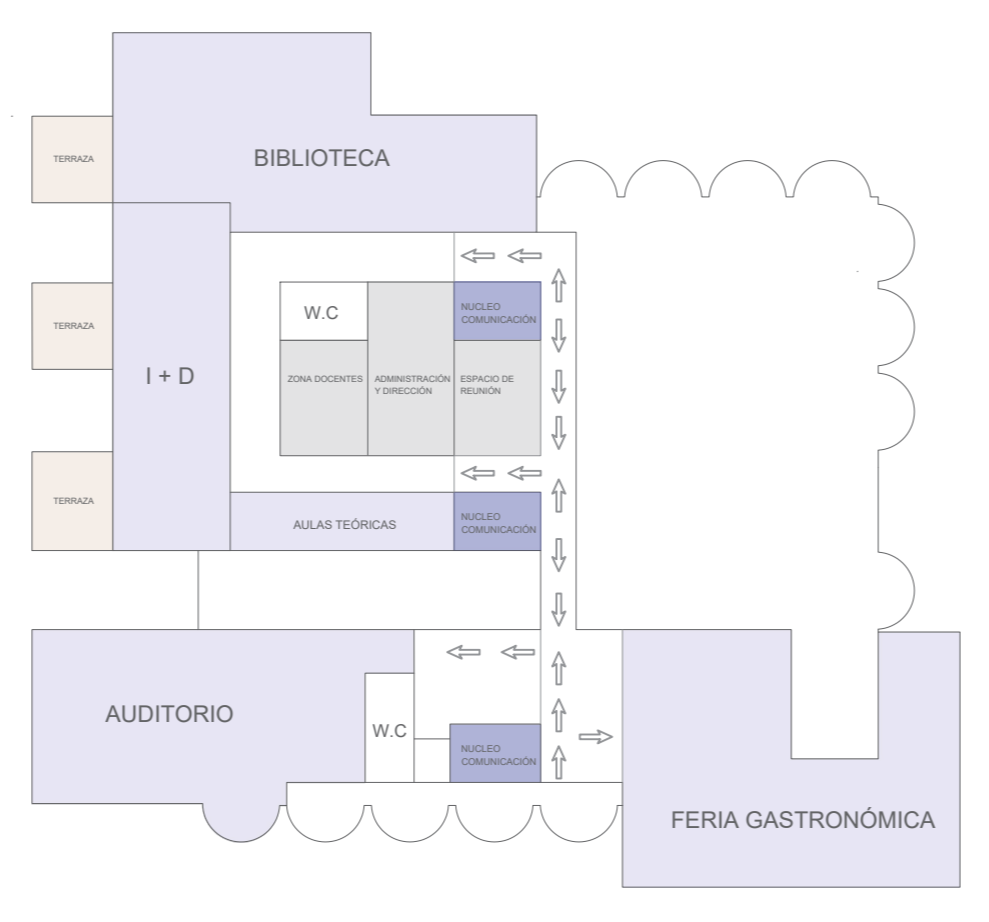 BIBLIOTECA
TERRAZA
W.C
NUCLEO
COMUNICACIÓN
TERRAZA
I + D
ZONA DOCENTES
ADMINISTRACIÓN
Y DIRECCIÓN
ESPACIO DE
REUNIÓN
TERRAZA
AULAS TEÓRICAS
NUCLEO
COMUNICACIÓN
AUDITORIO
W.C
NUCLEO
COMUNICACIÓN
FERIA GASTRONÓMICA